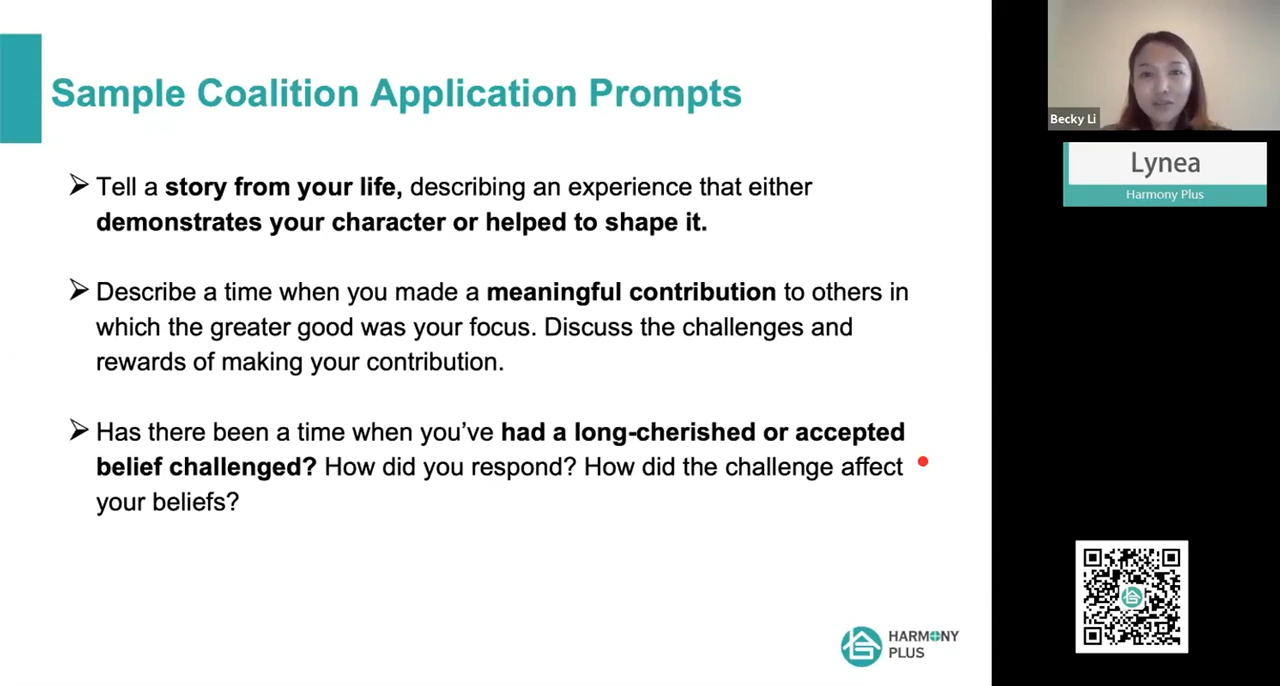 Sample Coalition Application Prompts
Tell a story from your life, describing an experience that either
demonstrates your character or helped to shape it.
Describe a time when you made a meaningful contribution to others in
which the greater good was your focus. Discuss the challenges and
rewards of making your contribution.
Has there been a time when you’ve had a long-cherished or accepted
belief challenged? How did you respond? How did the challenge affect
your beliefs?
HARMONY
PLUS
Becky Li
Lynea
Harmony Plus